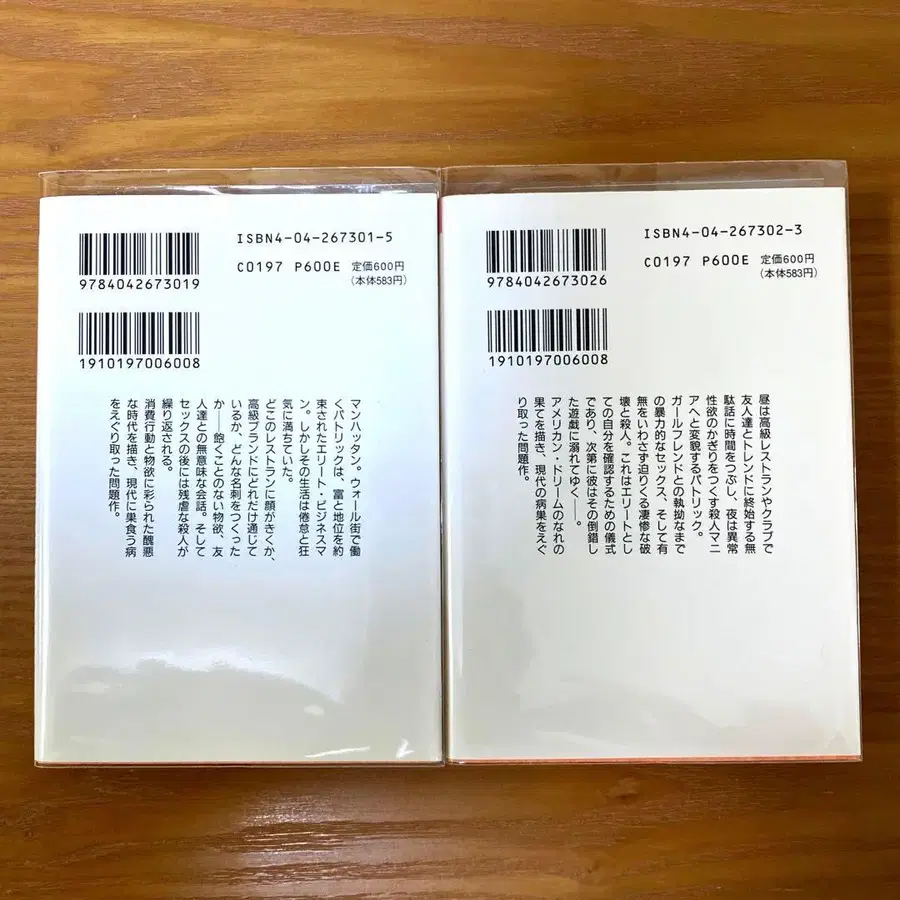 ISBN4-04-267301-5
C0197 P600E 定価600円
(本体583円)
9784042673019
1910197006008
マンハッタン。ウォール街で働
くパトリックは、富と地位を約
束されたエリート・ビジネスマ
ン。しかしその生活は倦怠と狂
気に満ちていた。
どこのレストランに顔がきくか、
高級ブランドにどれだけ通じて
いるか、どんな名刺をつくった
か――飽くことのない物欲、友
人達との無意味な会話。そして
セックスの後には残虐な殺人が
繰り返される。
消費行動と物欲に彩られた醜悪
な時代を描き、現代に巣食う病
をえぐり取った問題作。
ISBN4-04-267302-3
C0197 P600E 定価600円
(本体583円)
9784042673026
1910197006008
昼は高級レストランやクラブで
友人達とトレンドに終始する無
駄話に時間をつぶし、夜は異常
性欲のかぎりをつくす殺人マニ
アへと変貌するパトリック。
ガールフレンドとの執拗なまで
の暴力的なセックス、そして有
無をいわさず迫りくる凄惨な破
壊と殺人。これはエリートとし
ての自分を確認するための儀式
であり、次第に彼はその倒錯し
た遊戯に溺れてゆく――。
アメリカン・ドリームのなれの
果てを描き、現代の病巣をえぐ
り取った問題作。